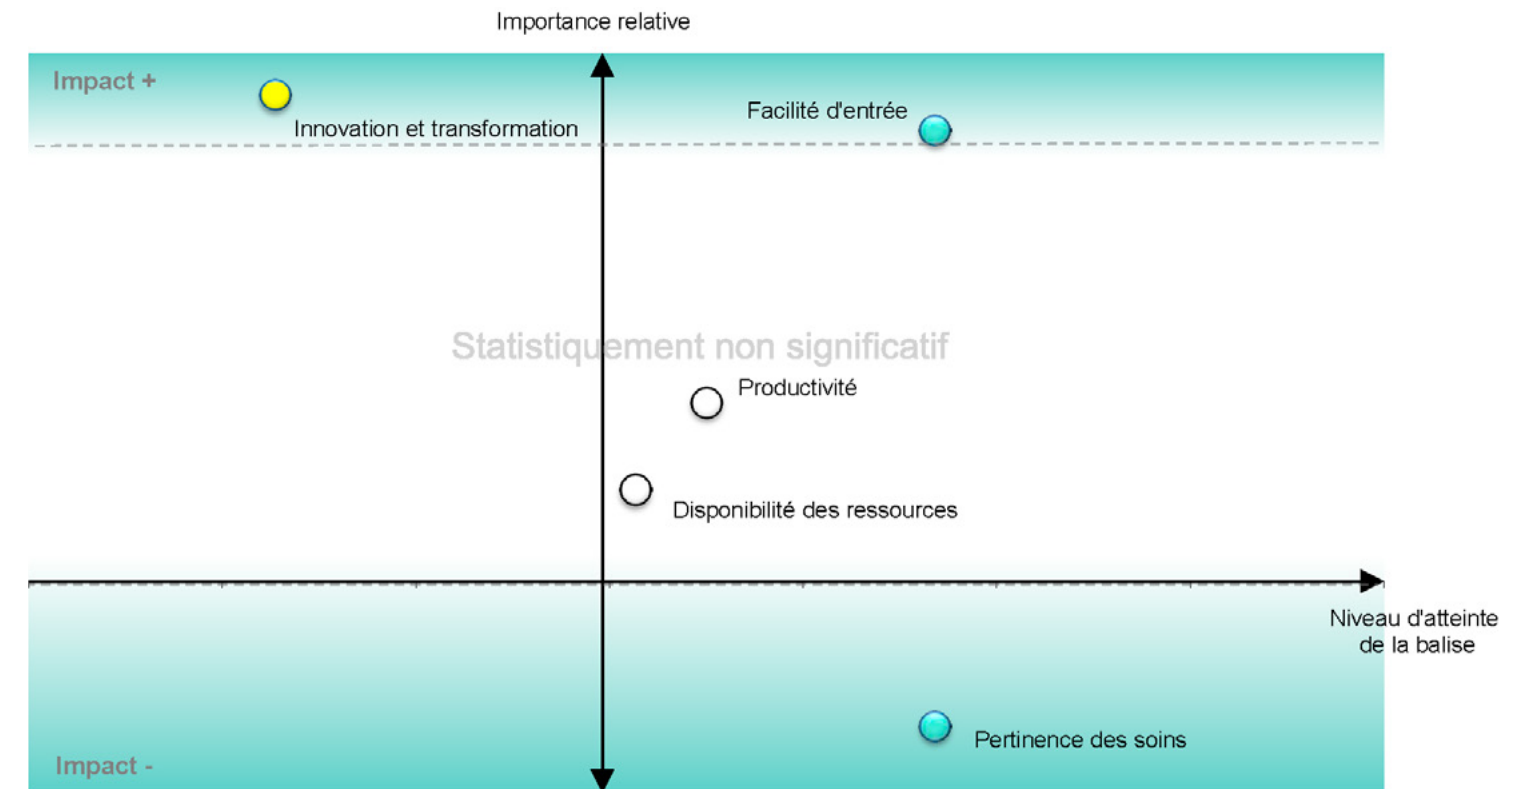 Importance relative
Impact +
Facilité d'entrée
Innovation et transformation
Statistiquement non significatif
Productivité
Disponibilité des ressources
Niveau d'atteinte
de la balise
Pertinence des soins
Impact -